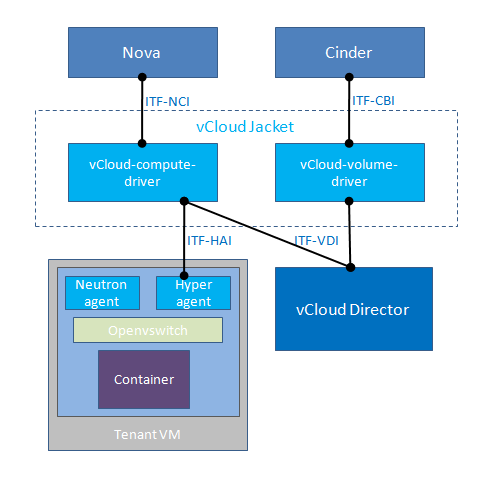 Nova
Cinder
ITF-NCI
ITF-CBI
vCloud Jacket
vCloud-compute-
driver
vCloud-volume-
driver
ITF-HAI
ITF-VDI
Neutron
agent
Hyper
agent
Openvswitch
Container
Tenant VM
vCloud Director